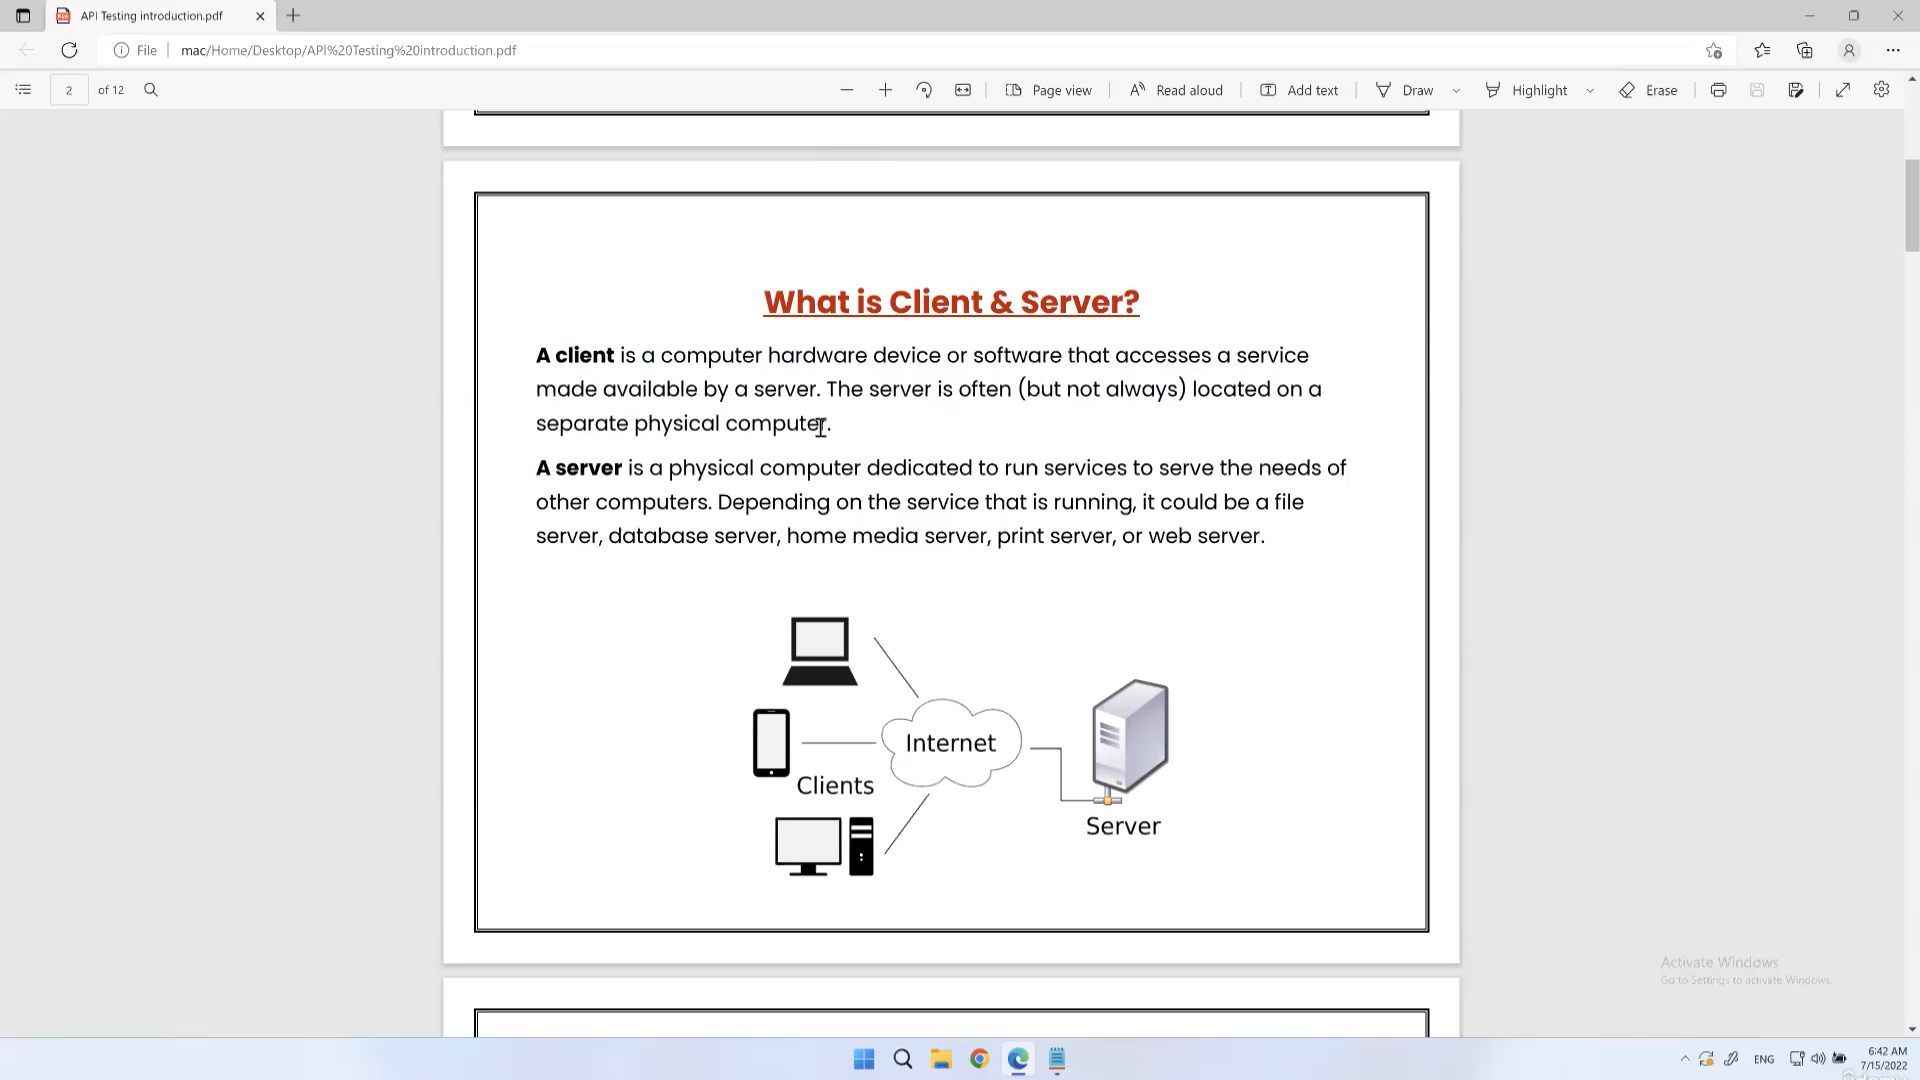 API Testing introduction.pdf
File mac/Home/Desktop/API%20Testing%20introduction.pdf
2 of 12 Page view Read aloud Add text Draw Highlight Erase
What is Client & Server?
A client is a computer hardware device or software that accesses a service
made available by a server. The server is often (but not always) located on a
separate physical computer.
A server is a physical computer dedicated to run services to serve the needs of
other computers. Depending on the service that is running, it could be a file
server, database server, home media server, print server, or web server.
Internet
Clients
Server
Activate Windows
Go to Settings to activate Windows.
ENG
6:42 AM
7/15/2022